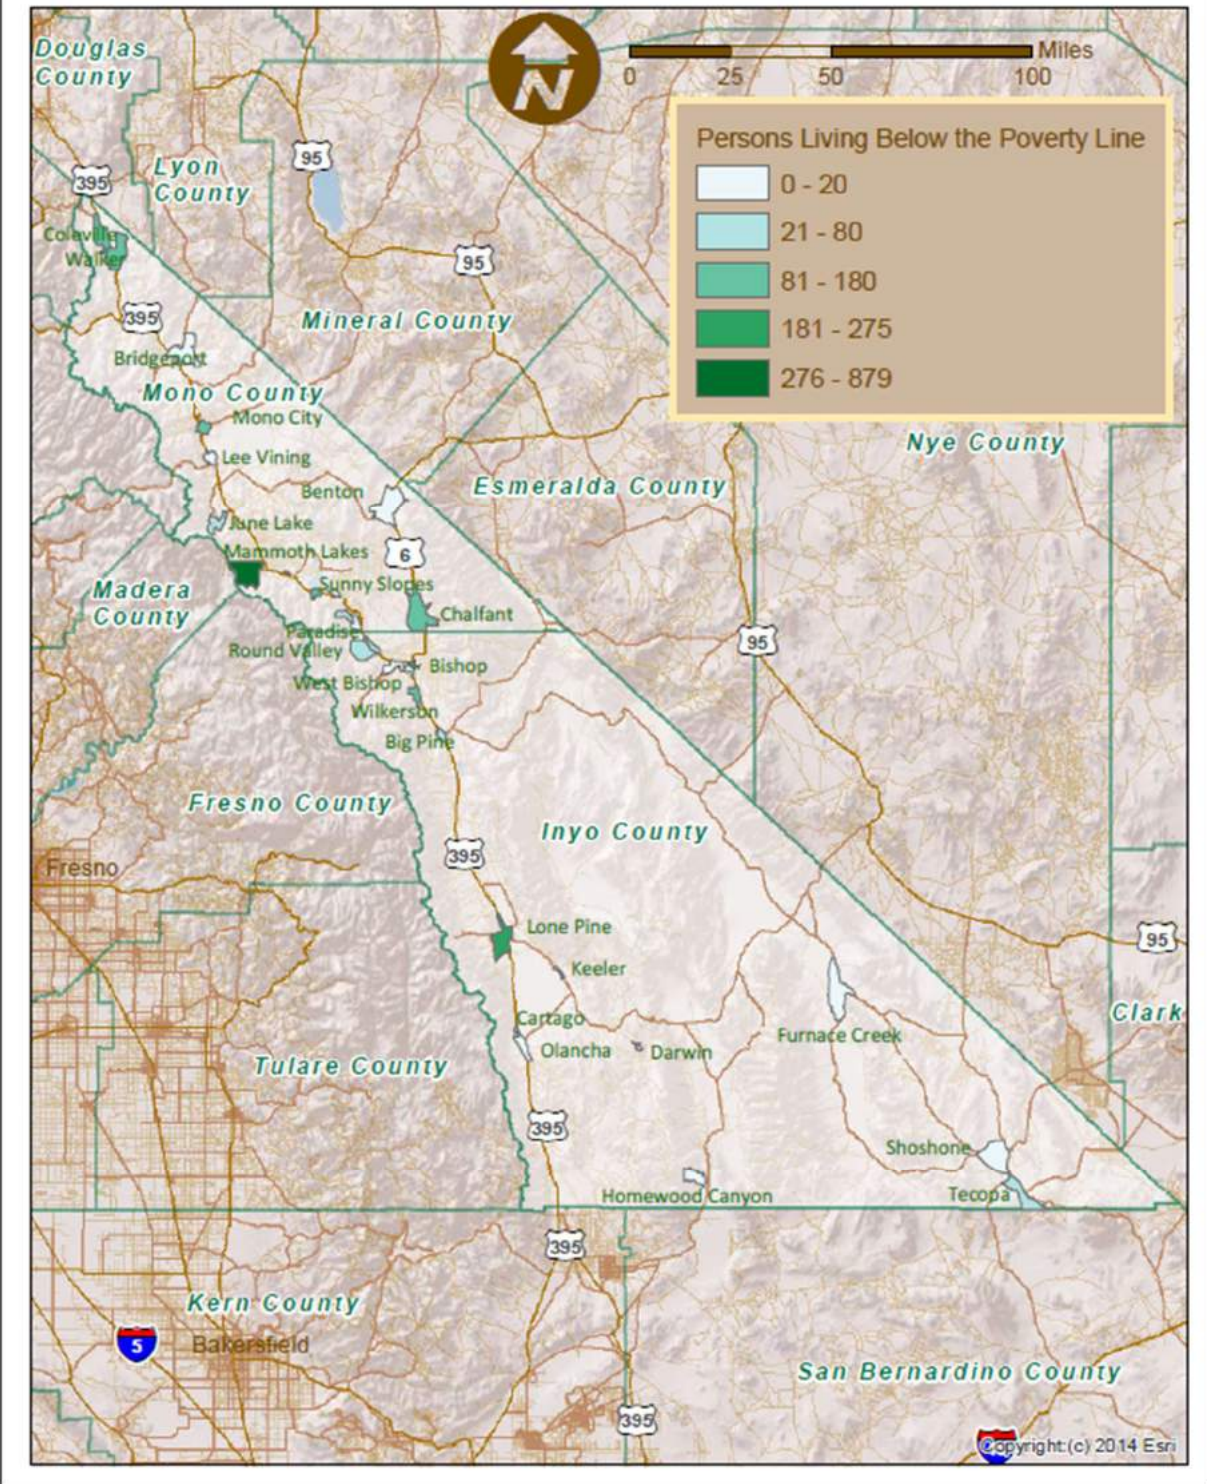 Douglas
County
N
Miles
0 25 50 100
Persons Living Below the Poverty Line
0 - 20
21 - 80
81 - 180
181 - 275
276 - 879
Lyon
County
95
395
Coleville
Walker
95
395
Mineral County
Bridgeport
Mono County
Mono City
Nye County
Lee Vining
Benton
Esmeralda County
June Lake
Mammoth Lakes
6
Sunny Slopes
Madera
County
Chalfant
Paradise
Round Valley
95
Bishop
West Bishop
Wilkerson
Big Pine
Fresno County
Inyo County
395
Fresno
Lone Pine
95
Keeler
Cartago
Clark
Furnace Creek
Olancha
Darwin
Tulare County
395
Shoshone
Homewood Canyon
Tecopa
395
Kern County
5
Bakersfield
San Bernardino County
395
Copyright:(c) 2014 Esri